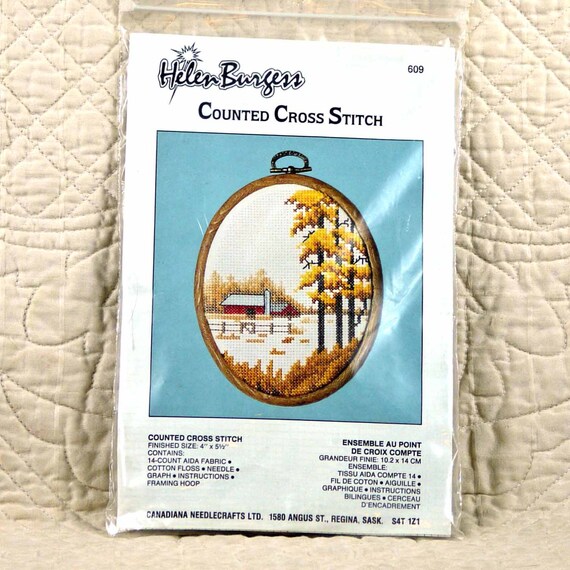 Helen Burgess
609
COUNTED CROSS STITCH
COUNTED CROSS STITCH
FINISHED SIZE: 4" x 5½"
CONTAINS:
14-COUNT AIDA FABRIC •
COTTON FLOSS • NEEDLE •
GRAPH • INSTRUCTIONS •
FRAMING HOOP
ENSEMBLE AU POINT
DE CROIX COMPTE
GRANDEUR FINIE: 10.2 x 14 CM
ENSEMBLE:
TISSU AIDA COMPTE 14 •
FIL DE COTON • AIGUILLE •
GRAPHIQUE • INSTRUCTIONS
BILINGUES • CERCEAU
D'ENCADREMENT
CANADIANA NEEDLECRAFTS LTD. 1580 ANGUS ST., REGINA, SASK. S4T 1Z1